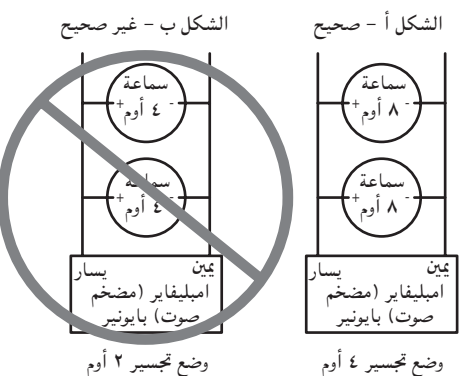 الشكل أ – صحيح
سماعة
٨ أوم
+ -
سماعة
٨ أوم
+ -
يمين يسار
امبليفاير (مضخم
صوت) بايونير
وضع تجسير ٤ أوم
الشكل ب – غير صحيح
سماعة
٤ أوم
+ -
سماعة
٤ أوم
+ -
يمين يسار
امبليفاير (مضخم
صوت) بايونير
وضع تجسير ٢ أوم